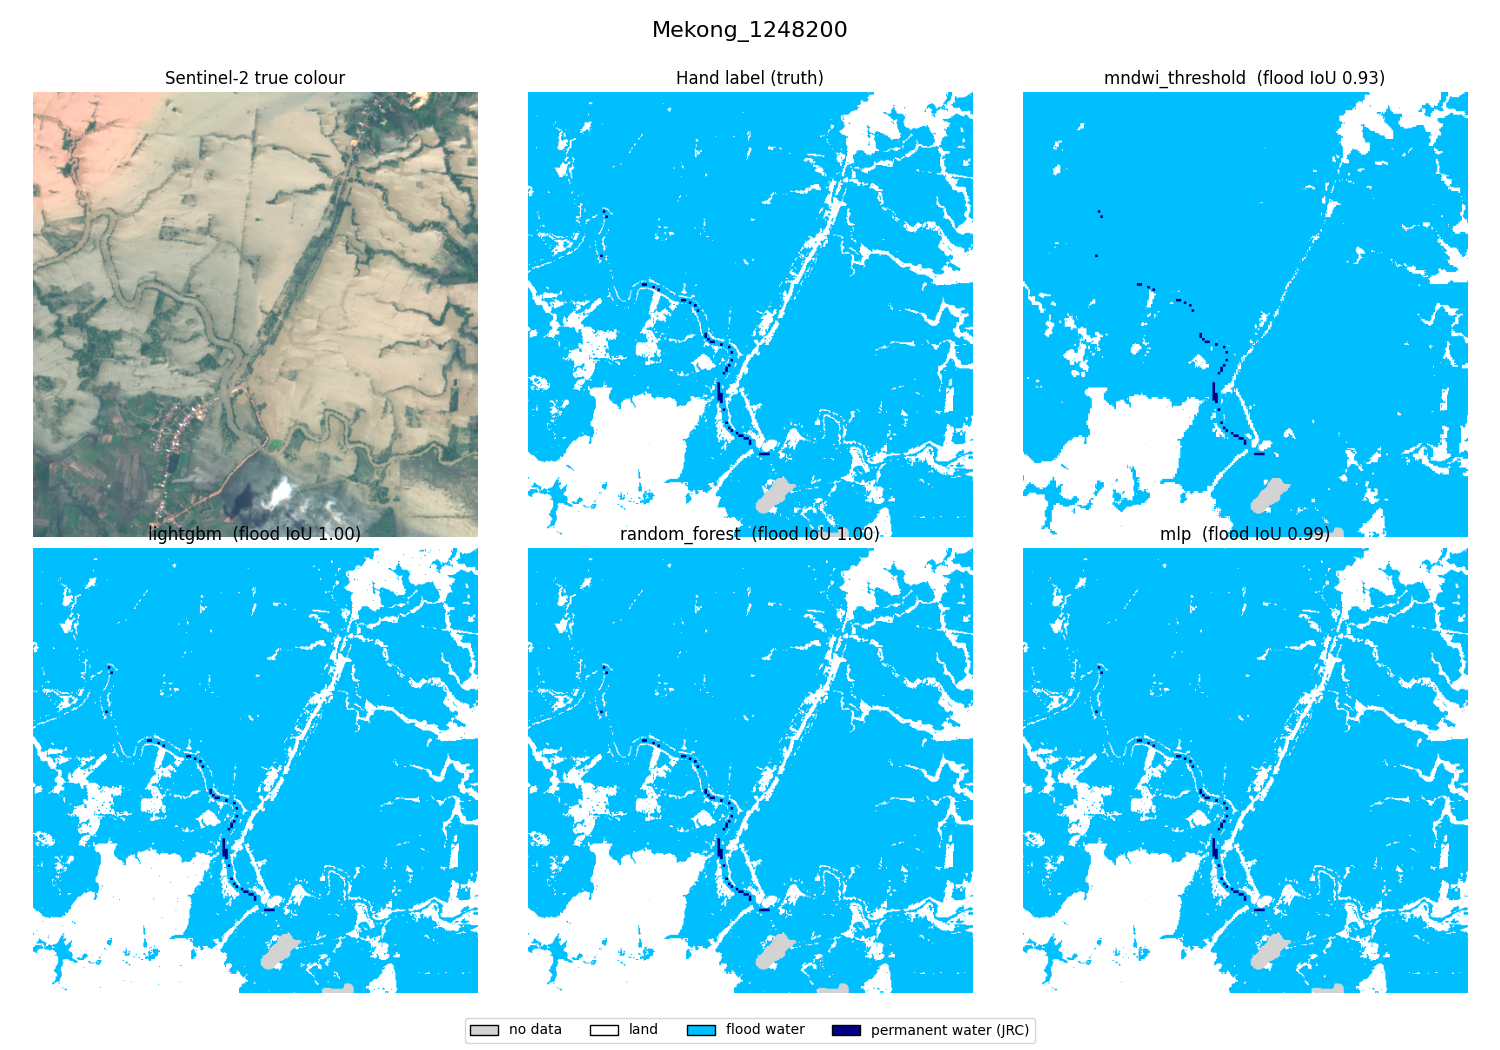 Mekong_1248200
Sentinel-2 true colour
Hand label (truth)
mndwi_threshold (flood IoU 0.93)
lightgbm (flood IoU 1.00)
random_forest (flood IoU 1.00)
mlp (flood IoU 0.99)
no data
land
flood water
permanent water (JRC)